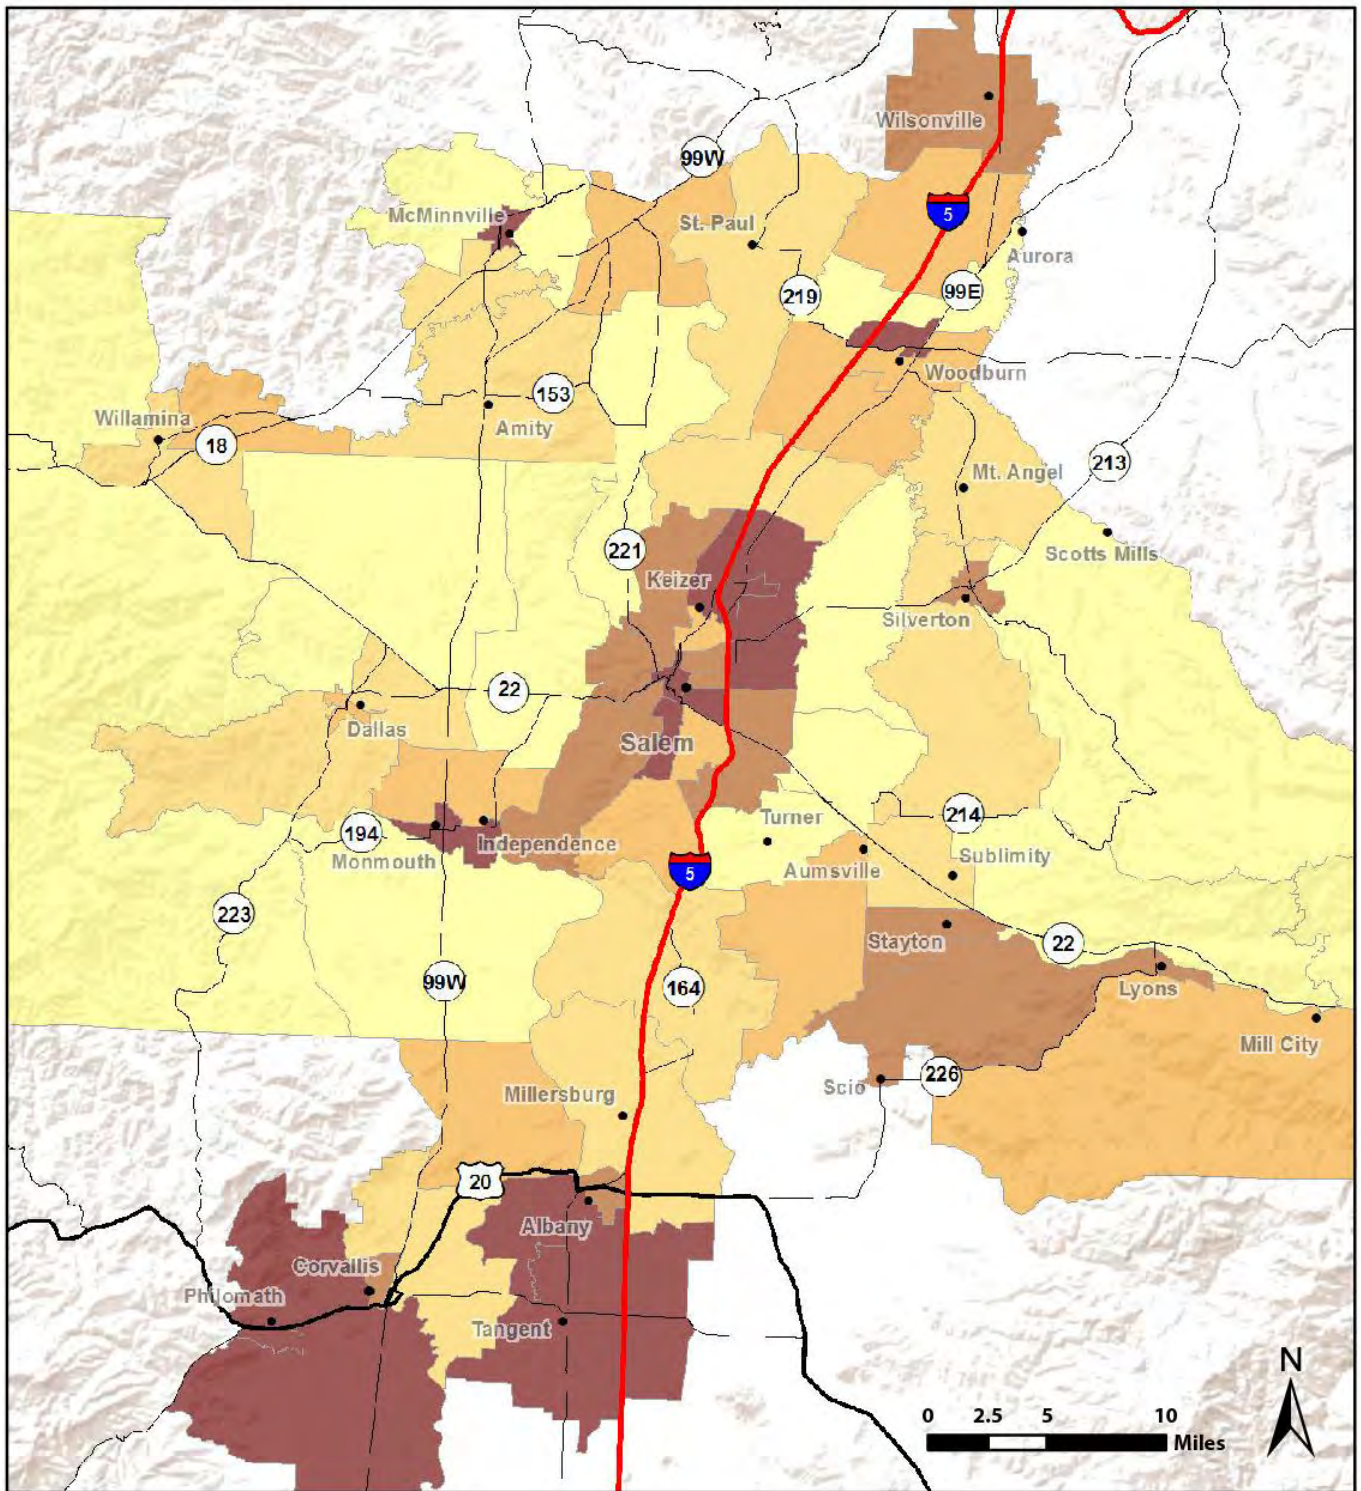 Wilsonville
99W
McMinnville
St. Paul
5
Aurora
219
99E
Woodburn
153
Willamina
Amity
18
213
Mt. Angel
221
Scotts Mills
Keizer
Silverton
22
Dallas
Salem
214
Turner
194
Independence
Monmouth
Sublimity
Aumsville
5
223
Stayton
22
99W
164
Lyons
Mill City
226
Scio
Millersburg
20
Albany
Corvallis
Philomath
Tangent
N
0 2.5 5 10
Miles